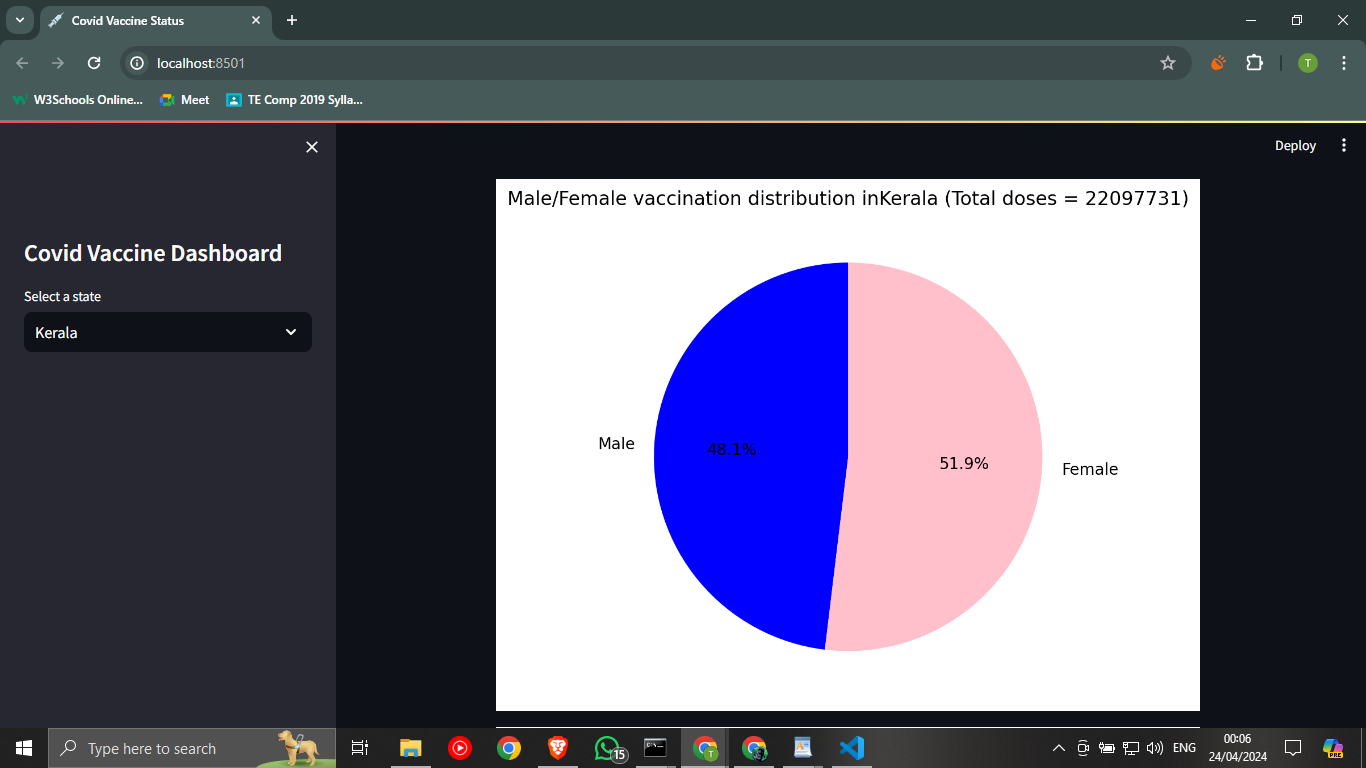 Covid Vaccine Status
localhost:8501
W3Schools Online...
Meet
TE Comp 2019 Sylla...
T
Deploy
Covid Vaccine Dashboard
Select a state
Kerala
Male/Female vaccination distribution inKerala (Total doses = 22097731)
Male
48.1%
51.9%
Female
Type here to search
15
T
ENG
00:06
24/04/2024
PRE